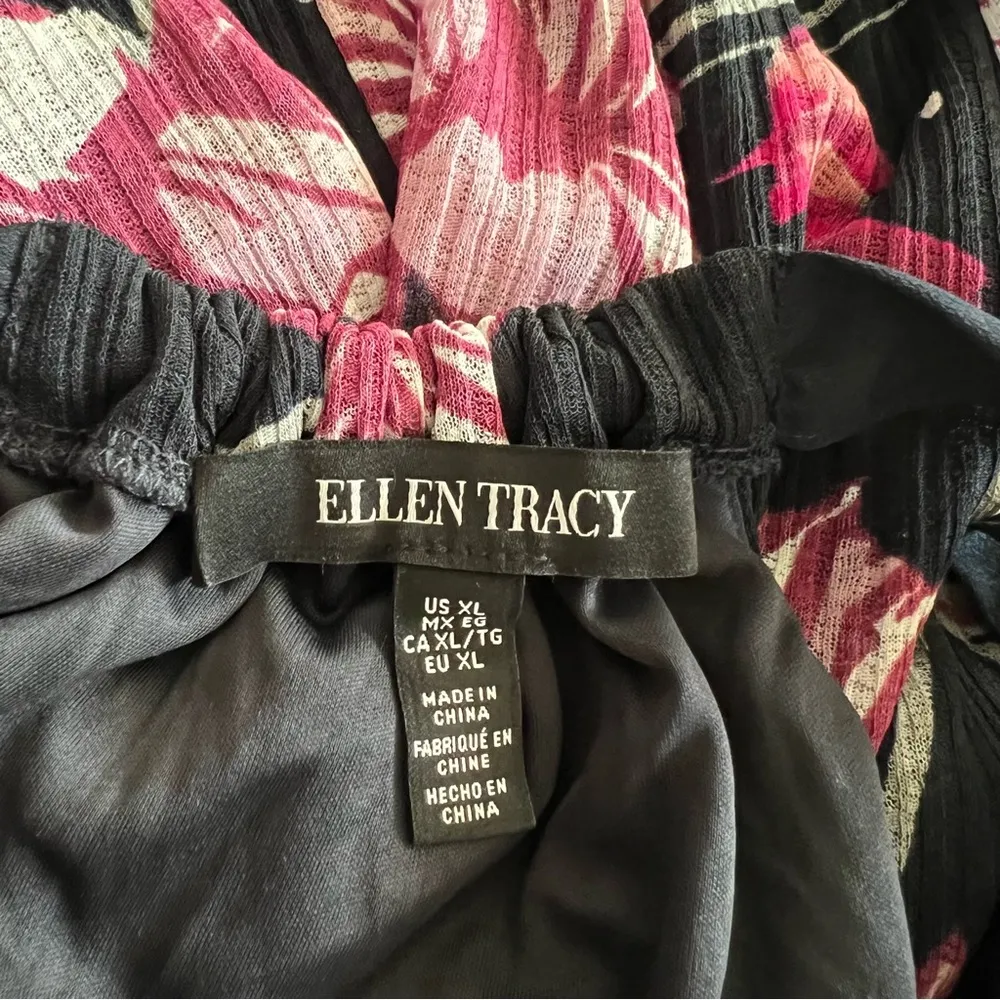 ELLEN TRACY
US XL
MX EG
CA XL/TG
EU XL
MADE IN
CHINA
FABRIQUÉ EN
CHINE
HECHO EN
CHINA